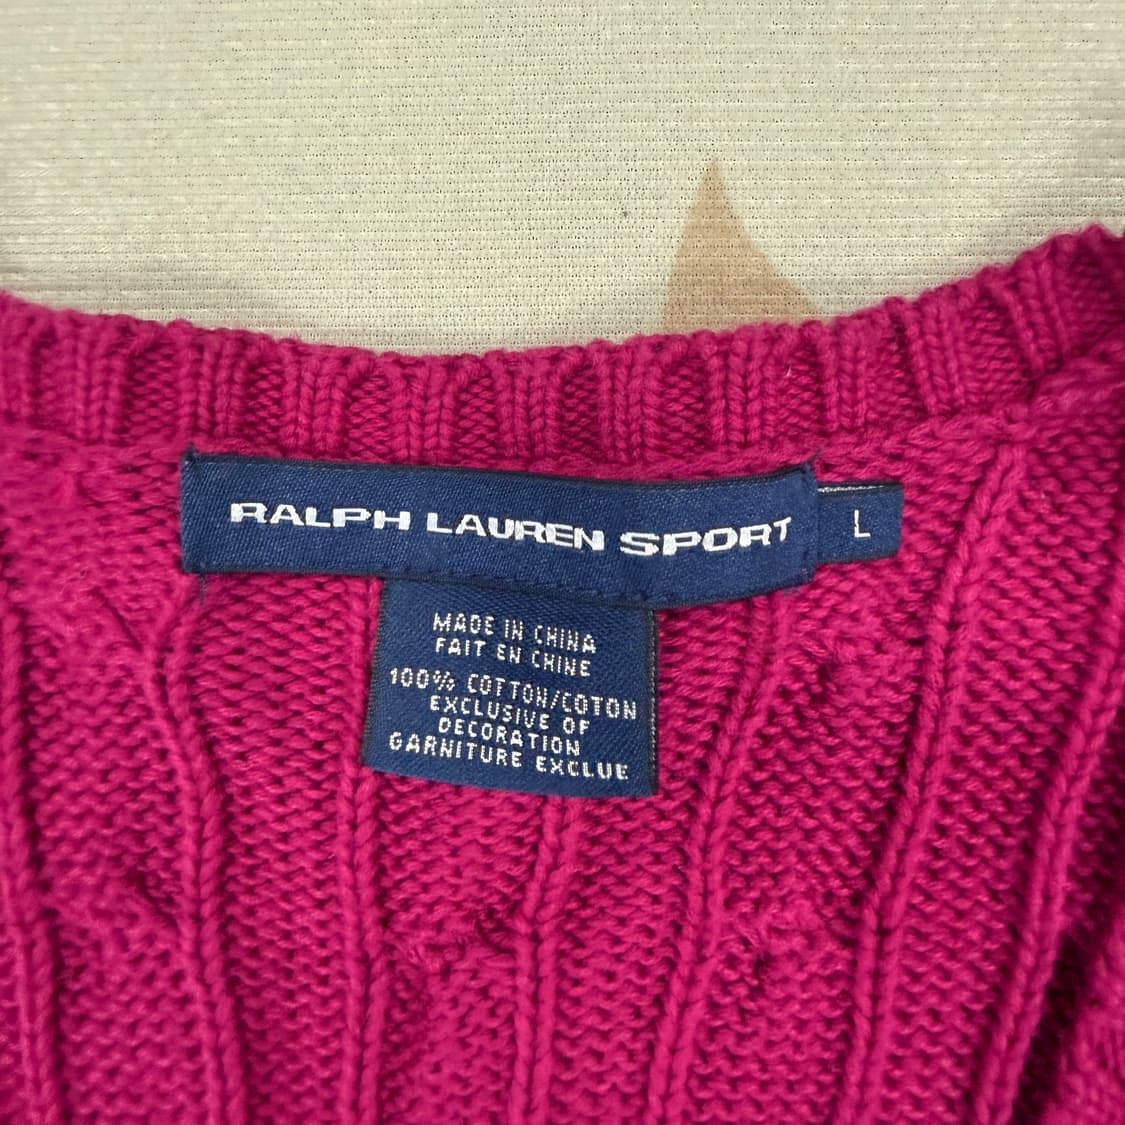 RALPH LAUREN SPORT
L
MADE IN CHINA
FAIT EN CHINE
100% COTTON/COTON
EXCLUSIVE OF
DECORATION
GARNITURE EXCLUE